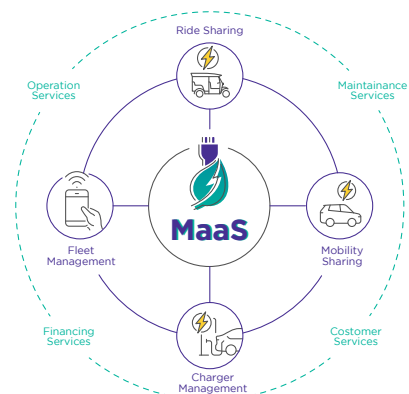 Ride Sharing
Operation
Services
Maintainance
Services
MaaS
Fleet
Management
Mobility
Sharing
Financing
Services
Costomer
Services
Charger
Management